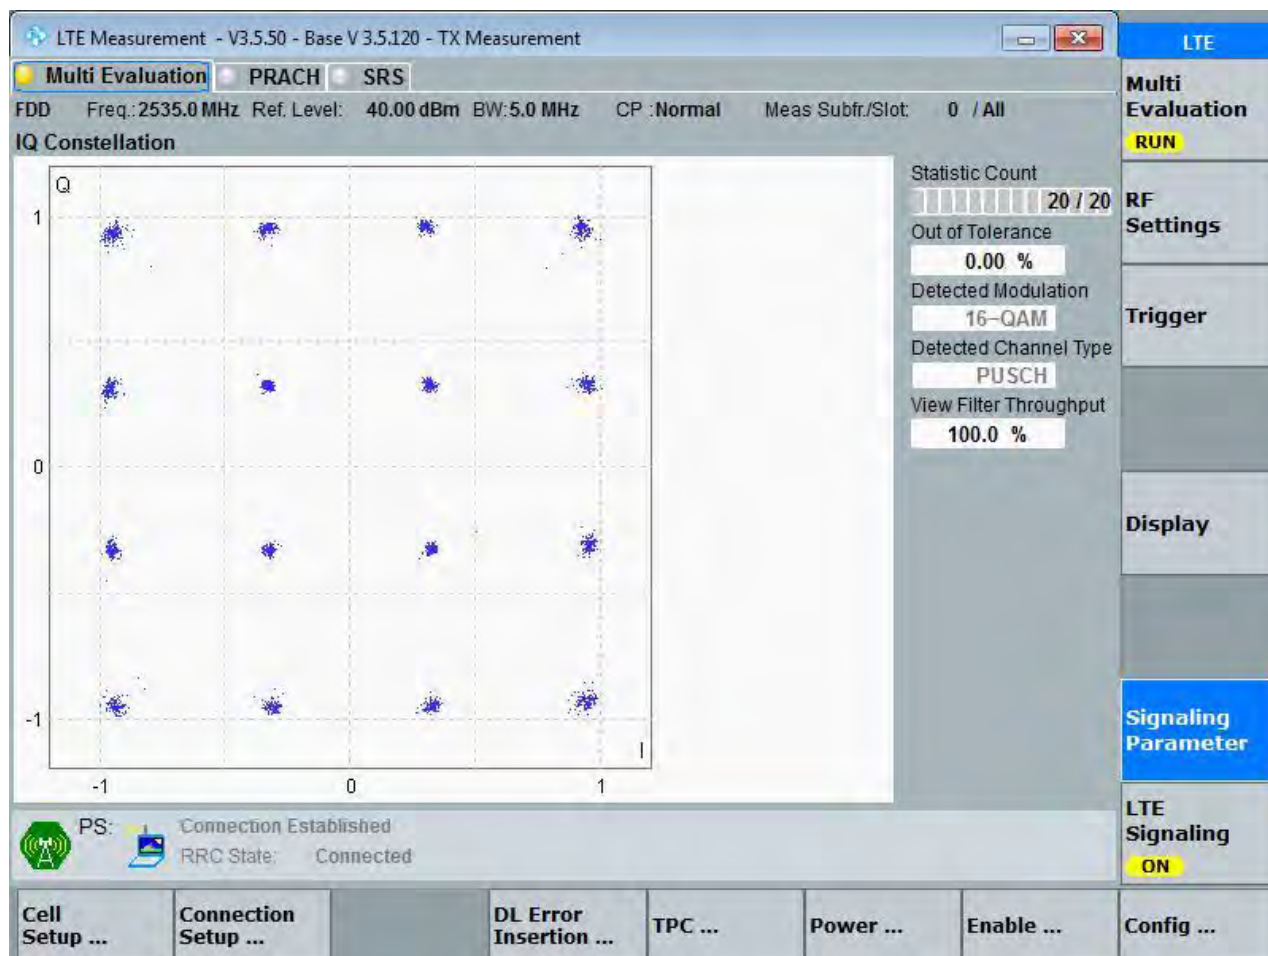 LTE Measurement - V3.5.50 - Base V 3.5.120 - TX Measurement
LTE
Multi Evaluation PRACH SRS
FDD Freq.: 2535.0 MHz Ref. Level: 40.00 dBm BW: 5.0 MHz CP : Normal Meas Subfr./Slot: 0 / All
IQ Constellation
Q
1
0
-1
I
-1 0 1
Statistic Count
20 / 20
Out of Tolerance
0.00 %
Detected Modulation
16-QAM
Detected Channel Type
PUSCH
View Filter Throughput
100.0 %
Multi
Evaluation
RUN
RF
Settings
Trigger
Display
Signaling
Parameter
LTE
Signaling
ON
PS: Connection Established
RRC State: Connected
Cell
Setup ...
Connection
Setup ...
DL Error
Insertion ...
TPC ...
Power ...
Enable ...
Config ...